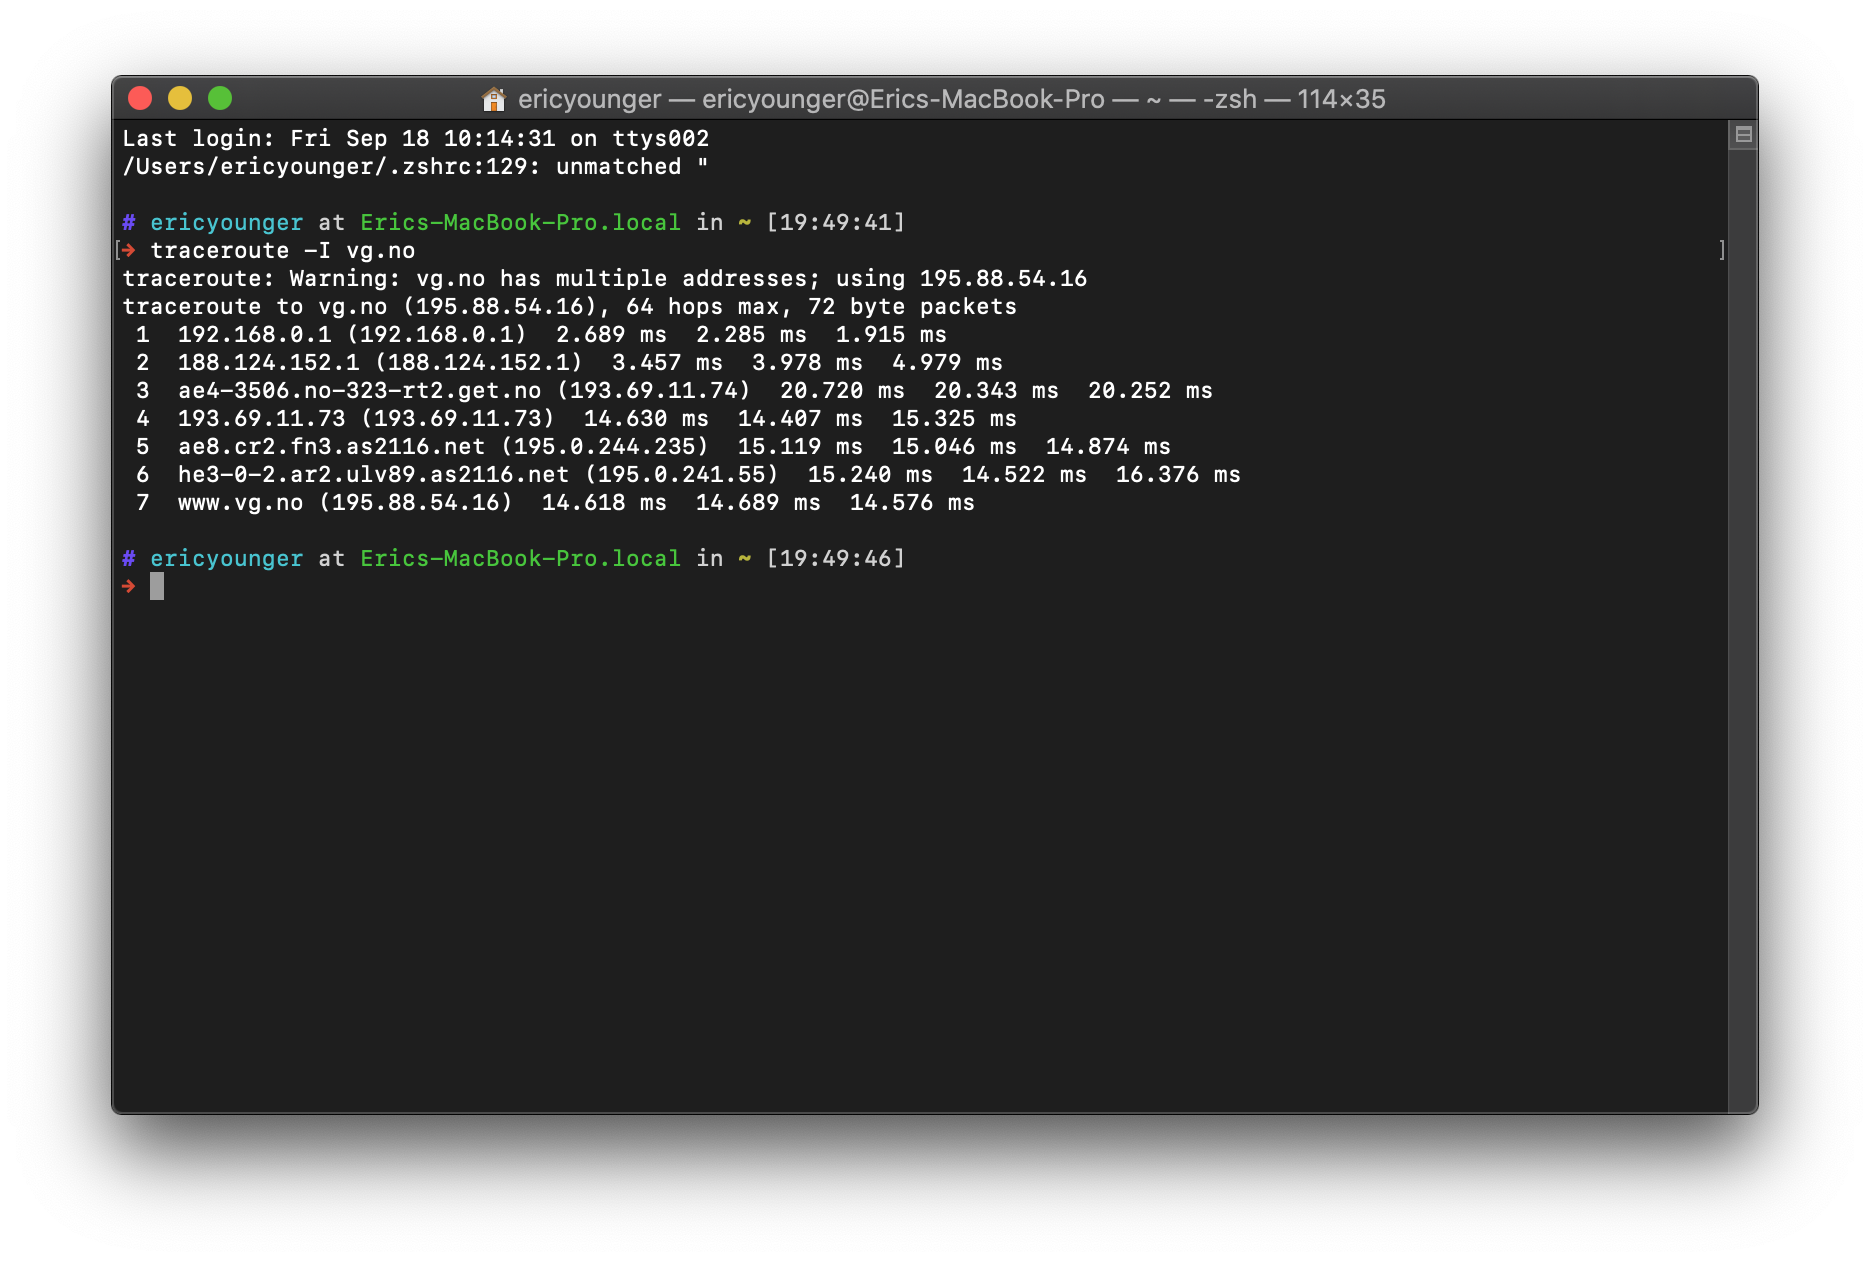 ericyounger — ericyounger@Erics-MacBook-Pro — ~ — -zsh — 114×35
Last login: Fri Sep 18 10:14:31 on ttys002
/Users/ericyounger/.zshrc:129: unmatched "
# ericyounger at Erics-MacBook-Pro.local in ~ [19:49:41]
[→ traceroute -I vg.no ]
traceroute: Warning: vg.no has multiple addresses; using 195.88.54.16
traceroute to vg.no (195.88.54.16), 64 hops max, 72 byte packets
 1  192.168.0.1 (192.168.0.1)  2.689 ms  2.285 ms  1.915 ms
 2  188.124.152.1 (188.124.152.1)  3.457 ms  3.978 ms  4.979 ms
 3  ae4-3506.no-323-rt2.get.no (193.69.11.74)  20.720 ms  20.343 ms  20.252 ms
 4  193.69.11.73 (193.69.11.73)  14.630 ms  14.407 ms  15.325 ms
 5  ae8.cr2.fn3.as2116.net (195.0.244.235)  15.119 ms  15.046 ms  14.874 ms
 6  he3-0-2.ar2.ulv89.as2116.net (195.0.241.55)  15.240 ms  14.522 ms  16.376 ms
 7  www.vg.no (195.88.54.16)  14.618 ms  14.689 ms  14.576 ms
# ericyounger at Erics-MacBook-Pro.local in ~ [19:49:46]
→